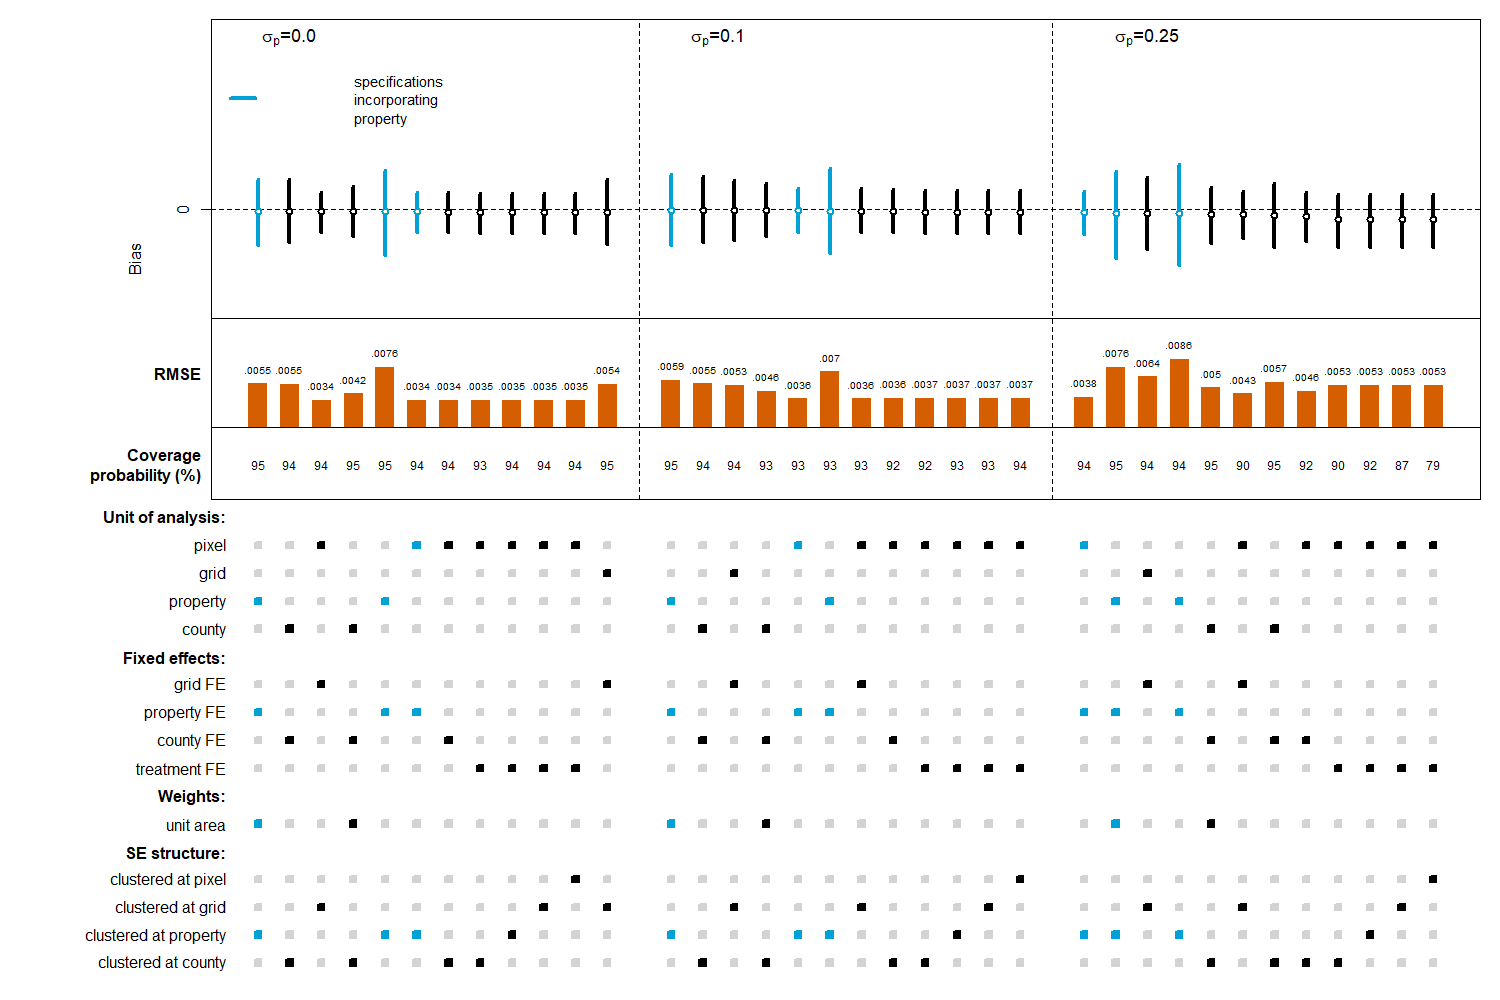 σp=0.0 σp=0.1 σp=0.25
specifications
incorporating
property
0
Bias
RMSE
.0055 .0055 .0034 .0042 .0076 .0034 .0034 .0035 .0035 .0035 .0035 .0054 .0059 .0055 .0053 .0046 .0036 .007 .0036 .0036 .0037 .0037 .0037 .0037 .0038 .0076 .0064 .0086 .005 .0043 .0057 .0046 .0053 .0053 .0053 .0053
Coverage
probability (%)
95 94 94 95 95 94 94 93 94 94 94 95 95 94 94 93 93 93 93 92 92 93 93 94 94 95 94 94 95 90 95 92 90 92 87 79
Unit of analysis:
pixel
grid
property
county
Fixed effects:
grid FE
property FE
county FE
treatment FE
Weights:
unit area
SE structure:
clustered at pixel
clustered at grid
clustered at property
clustered at county